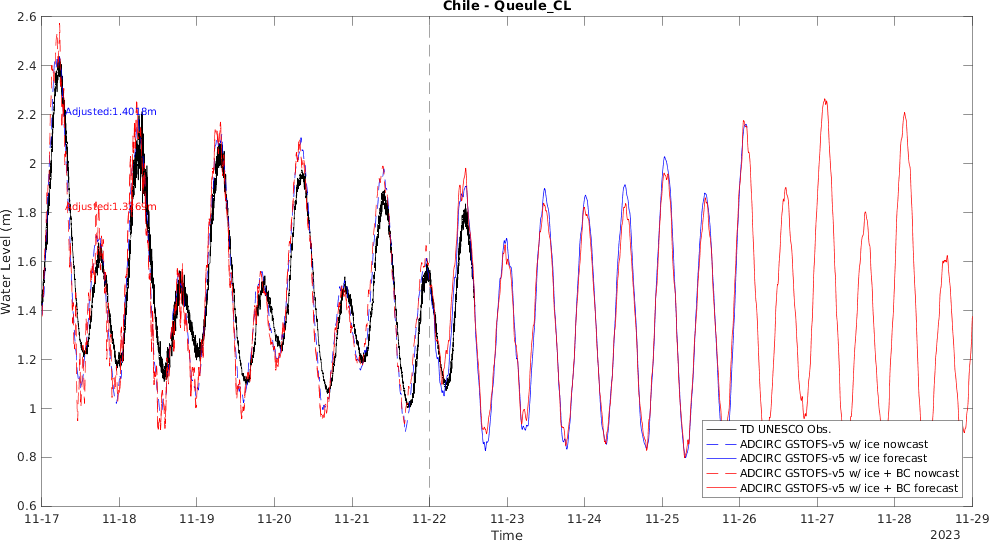 Chile - Queule_CL
2.6
2.4
2.2
2
1.8
1.6
1.4
1.2
1
0.8
0.6
Water Level (m)
Adjusted:1.4018m
TD UNESCO Obs.
ADCIRC GSTOFS-v5 w/ ice nowcast
ADCIRC GSTOFS-v5 w/ ice forecast
ADCIRC GSTOFS-v5 w/ ice + BC nowcast
ADCIRC GSTOFS-v5 w/ ice + BC forecast
11-17 11-18 11-19 11-20 11-21 11-22 11-23 11-24 11-25 11-26 11-27 11-28 11-29
Time
2023